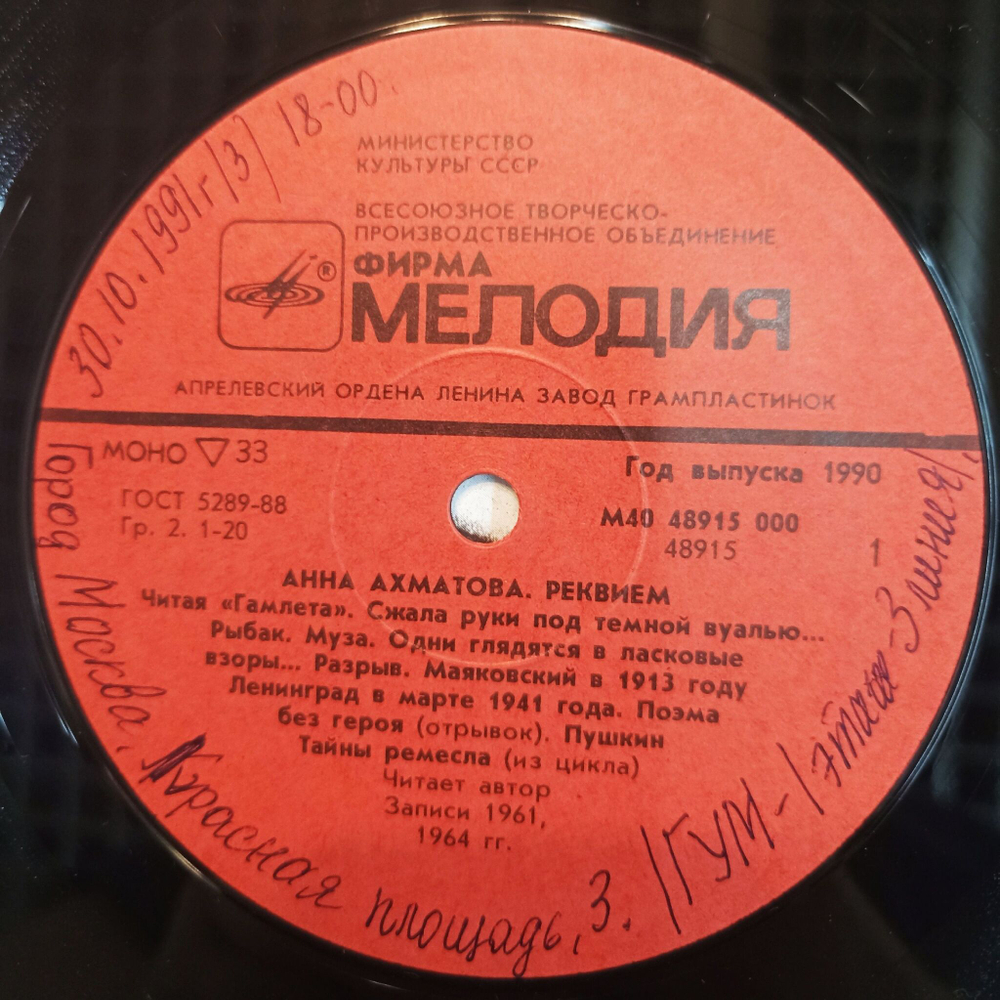 30.10.1991г /3/ 18-00.
МИНИСТЕРСТВО
КУЛЬТУРЫ СССР
ВСЕСОЮЗНОЕ ТВОРЧЕСКО-
ПРОИЗВОДСТВЕННОЕ ОБЪЕДИНЕНИЕ
®
ФИРМА
МЕЛОДИЯ
АПРЕЛЕВСКИЙ ОРДЕНА ЛЕНИНА ЗАВОД ГРАМПЛАСТИНОК
МОНО ▽ 33
ГОСТ 5289-88
Гр. 2. 1-20
Год выпуска 1990
М40 48915 000
48915
1
АННА АХМАТОВА. РЕКВИЕМ
Читая «Гамлета». Сжала руки под темной вуалью...
Рыбак. Муза. Одни глядятся в ласковые
взоры... Разрыв. Маяковский в 1913 году
Ленинград в марте 1941 года. Поэма
без героя (отрывок). Пушкин
Тайны ремесла (из цикла)
Читает автор
Записи 1961,
1964 гг.
Город Москва. Красная площадь, 3. /ГУМ-1 этаж-3 линия/.